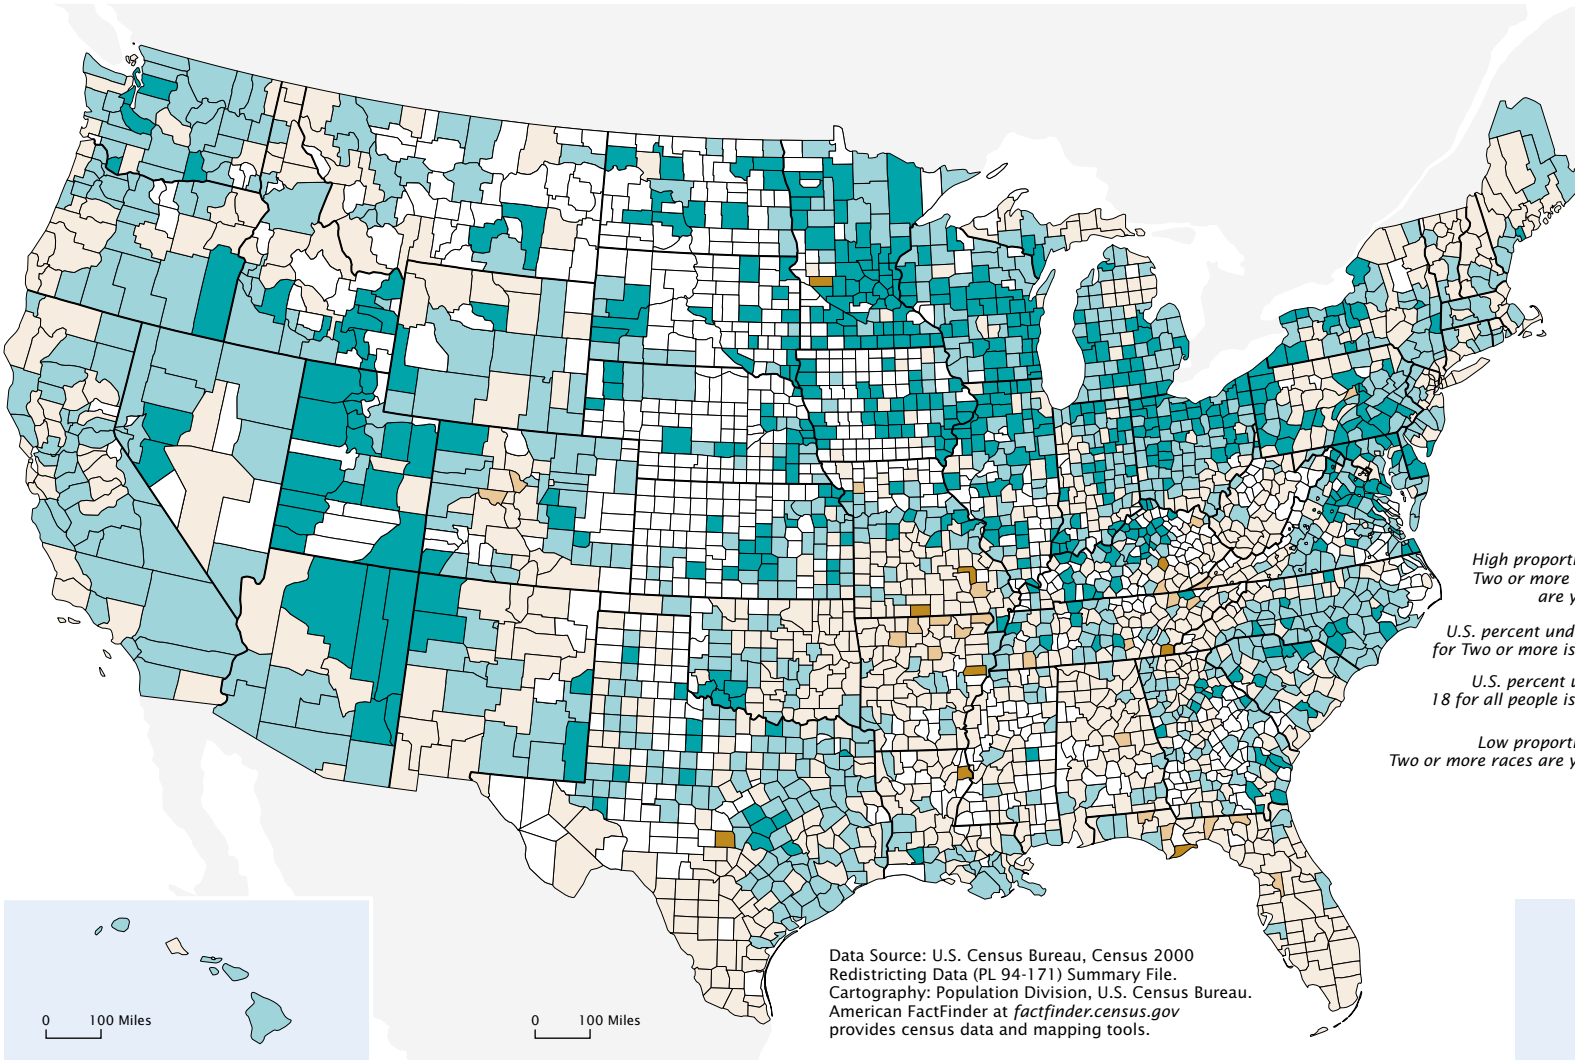 High proporti
Two or more
are y
U.S. percent und
for Two or more is
U.S. percent u
18 for all people is
Low proporti
Two or more races are y
Data Source: U.S. Census Bureau, Census 2000
Redistricting Data (PL 94-171) Summary File.
Cartography: Population Division, U.S. Census Bureau.
American FactFinder at factfinder.census.gov
provides census data and mapping tools.
0 100 Miles
0 100 Miles